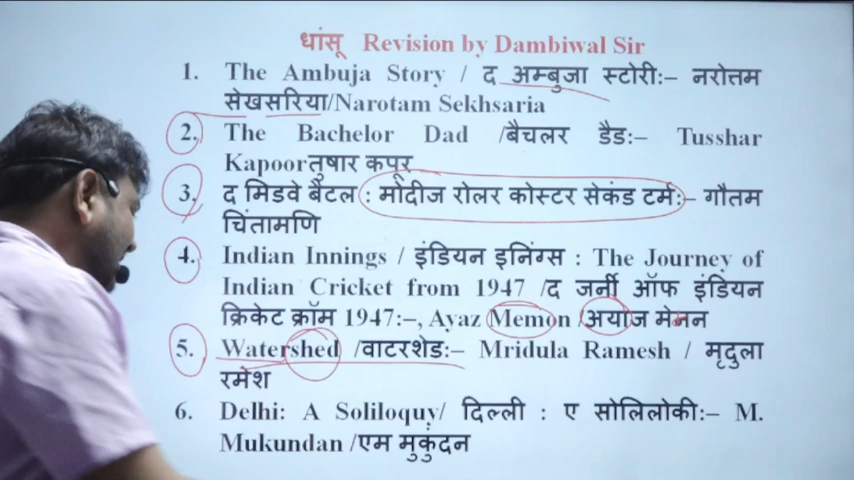 धांसू Revision by Dambiwal Sir
1. The Ambuja Story / द अम्बुजा स्टोरी:– नरोत्तम
सेखसरिया/Narotam Sekhsaria
2. The Bachelor Dad /बैचलर डैड:– Tusshar
Kapoorतुषार कपूर
3. द मिडवे बैटल : मोदीज रोलर कोस्टर सेकंड टर्म:– गौतम
चिंतामणि
4. Indian Innings / इंडियन इनिंग्स : The Journey of
Indian Cricket from 1947 /द जर्नी ऑफ इंडियन
क्रिकेट क्रॉम 1947:–, Ayaz Memon /अयाज मेनन
5. Watershed /वाटरशेड:– Mridula Ramesh / मृदुला
रमेश
6. Delhi: A Soliloquy/ दिल्ली : ए सोलिलोकी:– M.
Mukundan /एम मुकुंदन